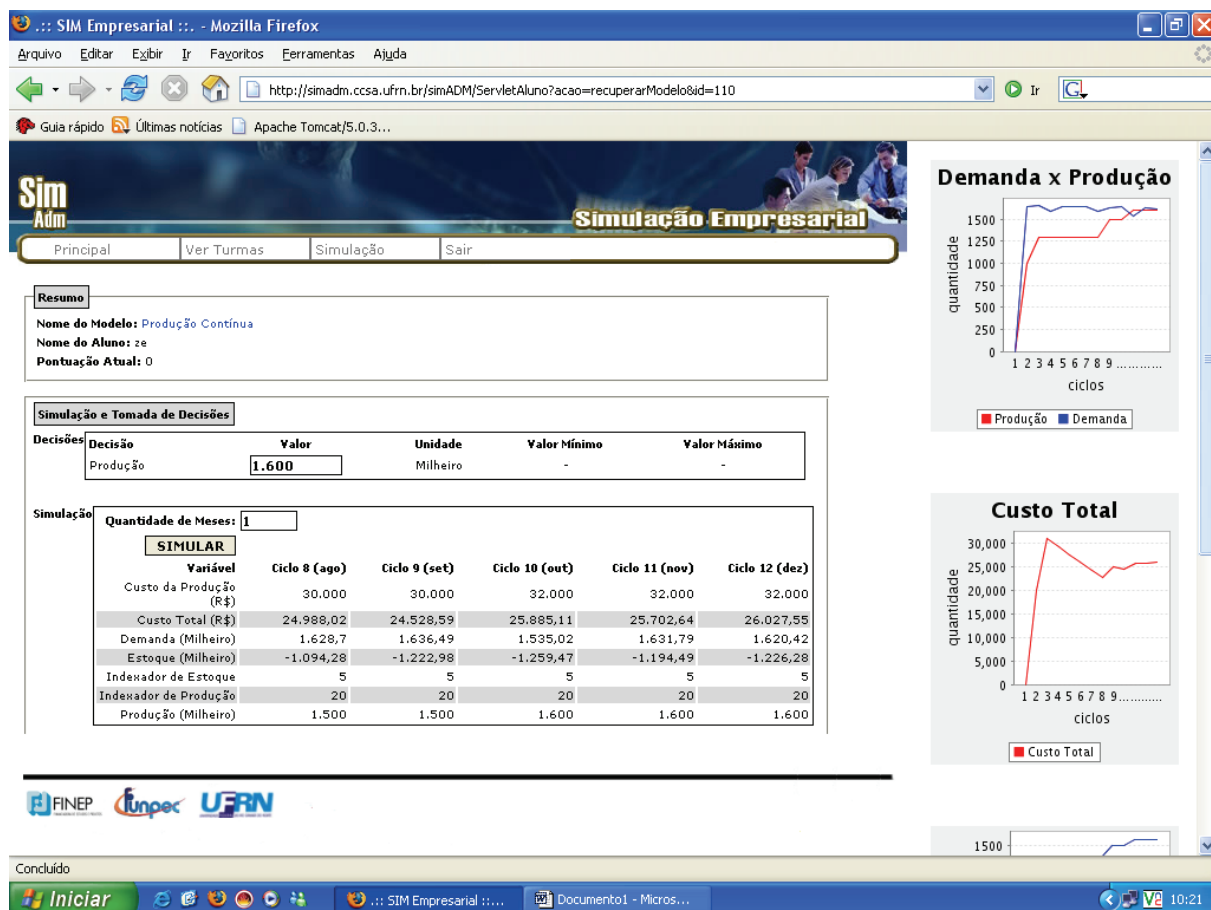 .:: SIM Empresarial ::. - Mozilla Firefox
Arquivo Editar Exibir Ir Favoritos Ferramentas Ajuda
http://simadm.ccsa.ufrn.br/simADM/ServletAluno?acao=recuperarModelo&id=110 Ir G
Guia rápido Últimas notícias Apache Tomcat/5.0.3...
Sim
Adm
Simulação Empresarial
Principal Ver Turmas Simulação Sair
Resumo
Nome do Modelo: Produção Contínua
Nome do Aluno: ze
Pontuação Atual: 0
Simulação e Tomada de Decisões
Decisões
Decisão Valor Unidade Valor Mínimo Valor Máximo
Produção 1.600 Milheiro - -
Simulação
Quantidade de Meses: 1
SIMULAR
Variável Ciclo 8 (ago) Ciclo 9 (set) Ciclo 10 (out) Ciclo 11 (nov) Ciclo 12 (dez)
Custo da Produção (R$) 30.000 30.000 32.000 32.000 32.000
Custo Total (R$) 24.988,02 24.528,59 25.885,11 25.702,64 26.027,55
Demanda (Milheiro) 1.628,7 1.636,49 1.535,02 1.631,79 1.620,42
Estoque (Milheiro) -1.094,28 -1.222,98 -1.259,47 -1.194,49 -1.226,28
Indexador de Estoque 5 5 5 5 5
Indexador de Produção 20 20 20 20 20
Produção (Milheiro) 1.500 1.500 1.600 1.600 1.600
FINEP funpec UFRN
Demanda x Produção
quantidade
1500
1250
1000
750
500
250
0
1 2 3 4 5 6 7 8 9 ............
ciclos
Produção Demanda
Custo Total
quantidade
30,000
25,000
20,000
15,000
10,000
5,000
0
1 2 3 4 5 6 7 8 9............
ciclos
Custo Total
1500
Concluído
Iniciar .:: SIM Empresarial ::... Documento1 - Micros... 10:21